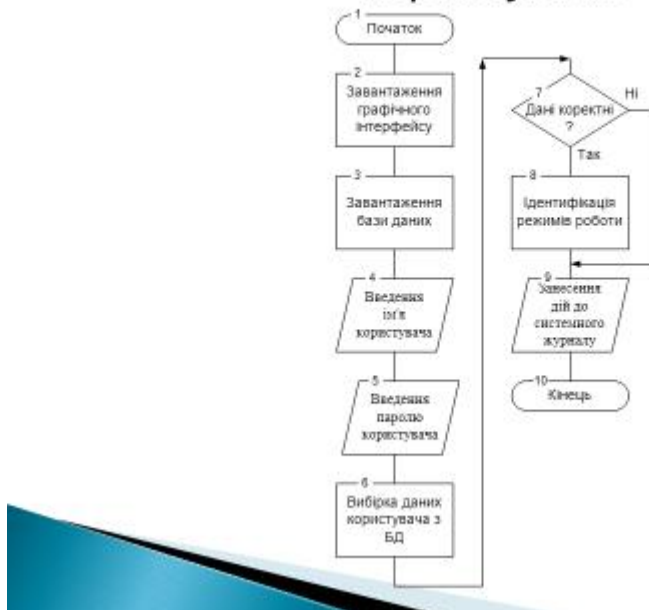 1
Початок
2
Завантаження
графічного
інтерфейсу
3
Завантаження
бази даних
4
Введення
ім'я
користувача
5
Введення
паролю
користувача
6
Вибірка даних
користувача з
БД
7
Дані коректні
?
Ні
Так
8
Ідентифікація
режимів роботи
9
Занесення
дій до
системного
журналу
10
Кінець